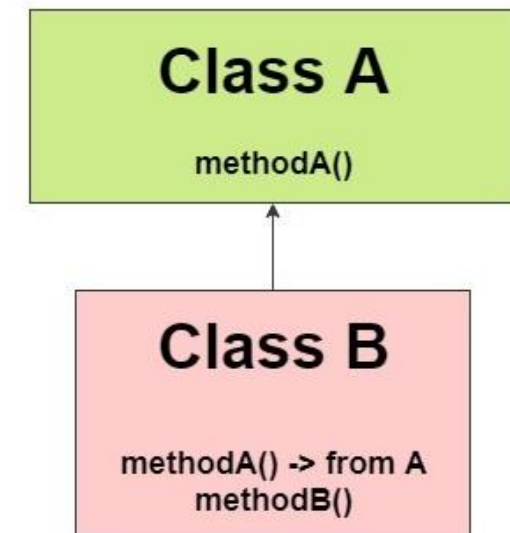 Class A
methodA()
Class B
methodA() -> from A
methodB()